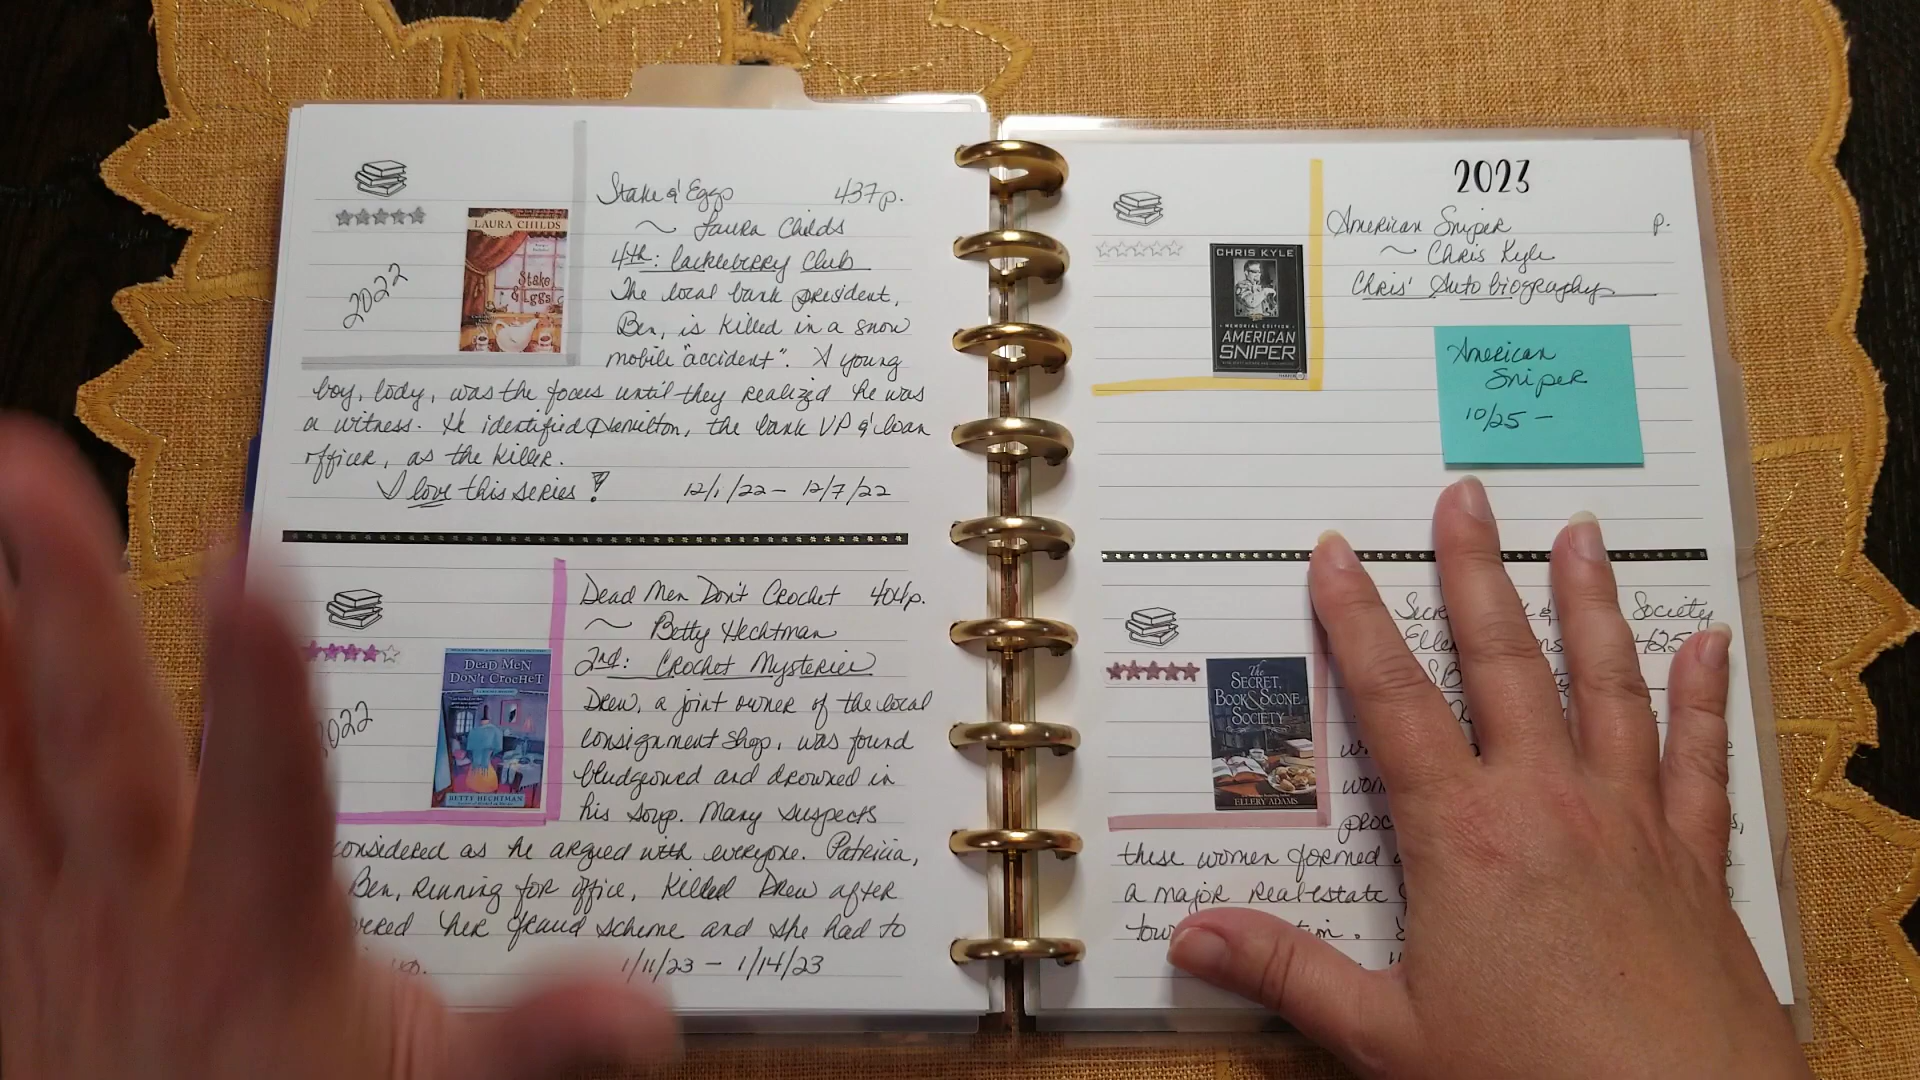 Stake & Eggs 437p.
~ Laura Childs
4th: Cackleberry Club
The local bank president,
Ben, is killed in a snow
mobile "accident". A young
boy, Cody, was the focus until they realized he was
a witness. He identified Hamilton, the bank VP & loan
officer, as the killer.
I love this series! 12/1/22 – 12/7/22
2022
LAURA CHILDS
Stake
& Eggs
Dead Men Don't Crochet 404p.
~ Betty Hechtman
2nd: Crochet Mysteries
Drew, a joint owner of the local
consignment shop, was found
bludgeoned and drowned in
his soup. Many suspects
considered as he argued with everyone. Patricia,
Ben, running for office, killed Drew after
her fraud scheme and she had to
up. 1/11/23 – 1/14/23
2022
DEAD MEN
DON'T CROCHET
BETTY HECHTMAN
2023
American Sniper p.
~ Chris Kyle
Chris' Autobiography
CHRIS KYLE
MEMORIAL EDITION
AMERICAN
SNIPER
American
Sniper
10/25 –
Society
425
these women formed
a major real estate
The
SECRET,
BOOK & SCONE
SOCIETY
ELLERY ADAMS